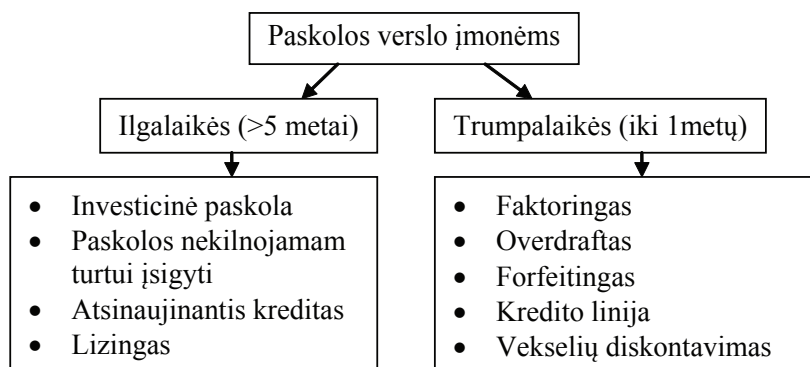 Paskolos verslo įmonėms
Ilgalaikės (>5 metai)
Trumpalaikės (iki 1metų)
• Investicinė paskola
• Paskolos nekilnojamam
turtui įsigyti
• Atsinaujinantis kreditas
• Lizingas
• Faktoringas
• Overdraftas
• Forfeitingas
• Kredito linija
• Vekselių diskontavimas